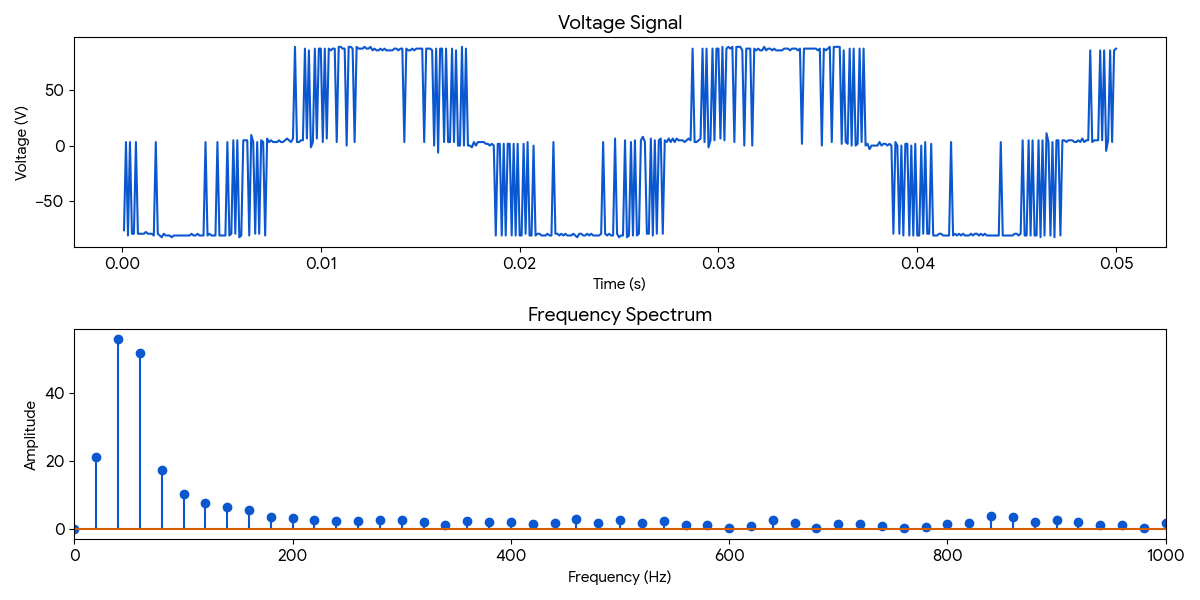 Voltage Signal
Voltage (V)
50
0
−50
0.00 0.01 0.02 0.03 0.04 0.05
Time (s)
Frequency Spectrum
Amplitude
40
20
0
0 200 400 600 800 1000
Frequency (Hz)